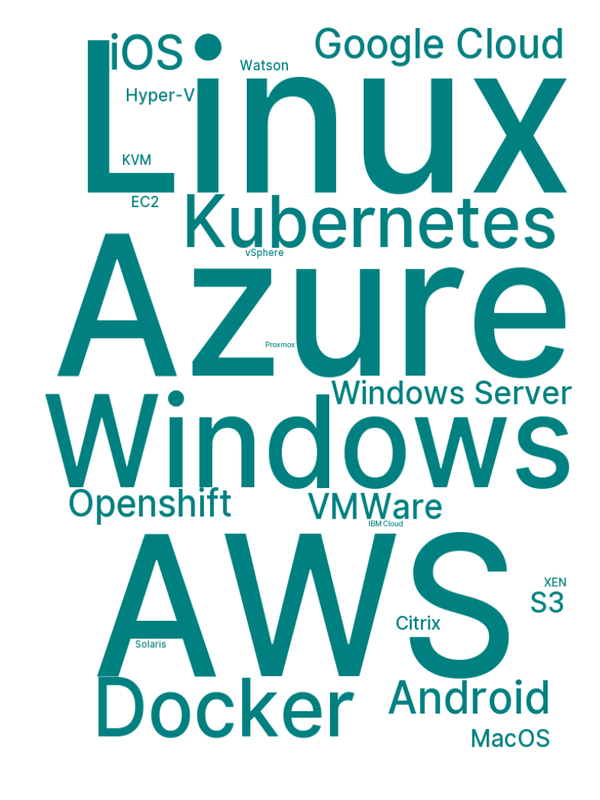 iOS
Google Cloud
Watson
Linux
Hyper-V
KVM
EC2
Kubernetes
vSphere
Azure
Proxmox
Windows Server
Windows
Openshift
VMWare
IBM Cloud
AWS
XEN
S3
Citrix
Solaris
Docker
Android
MacOS